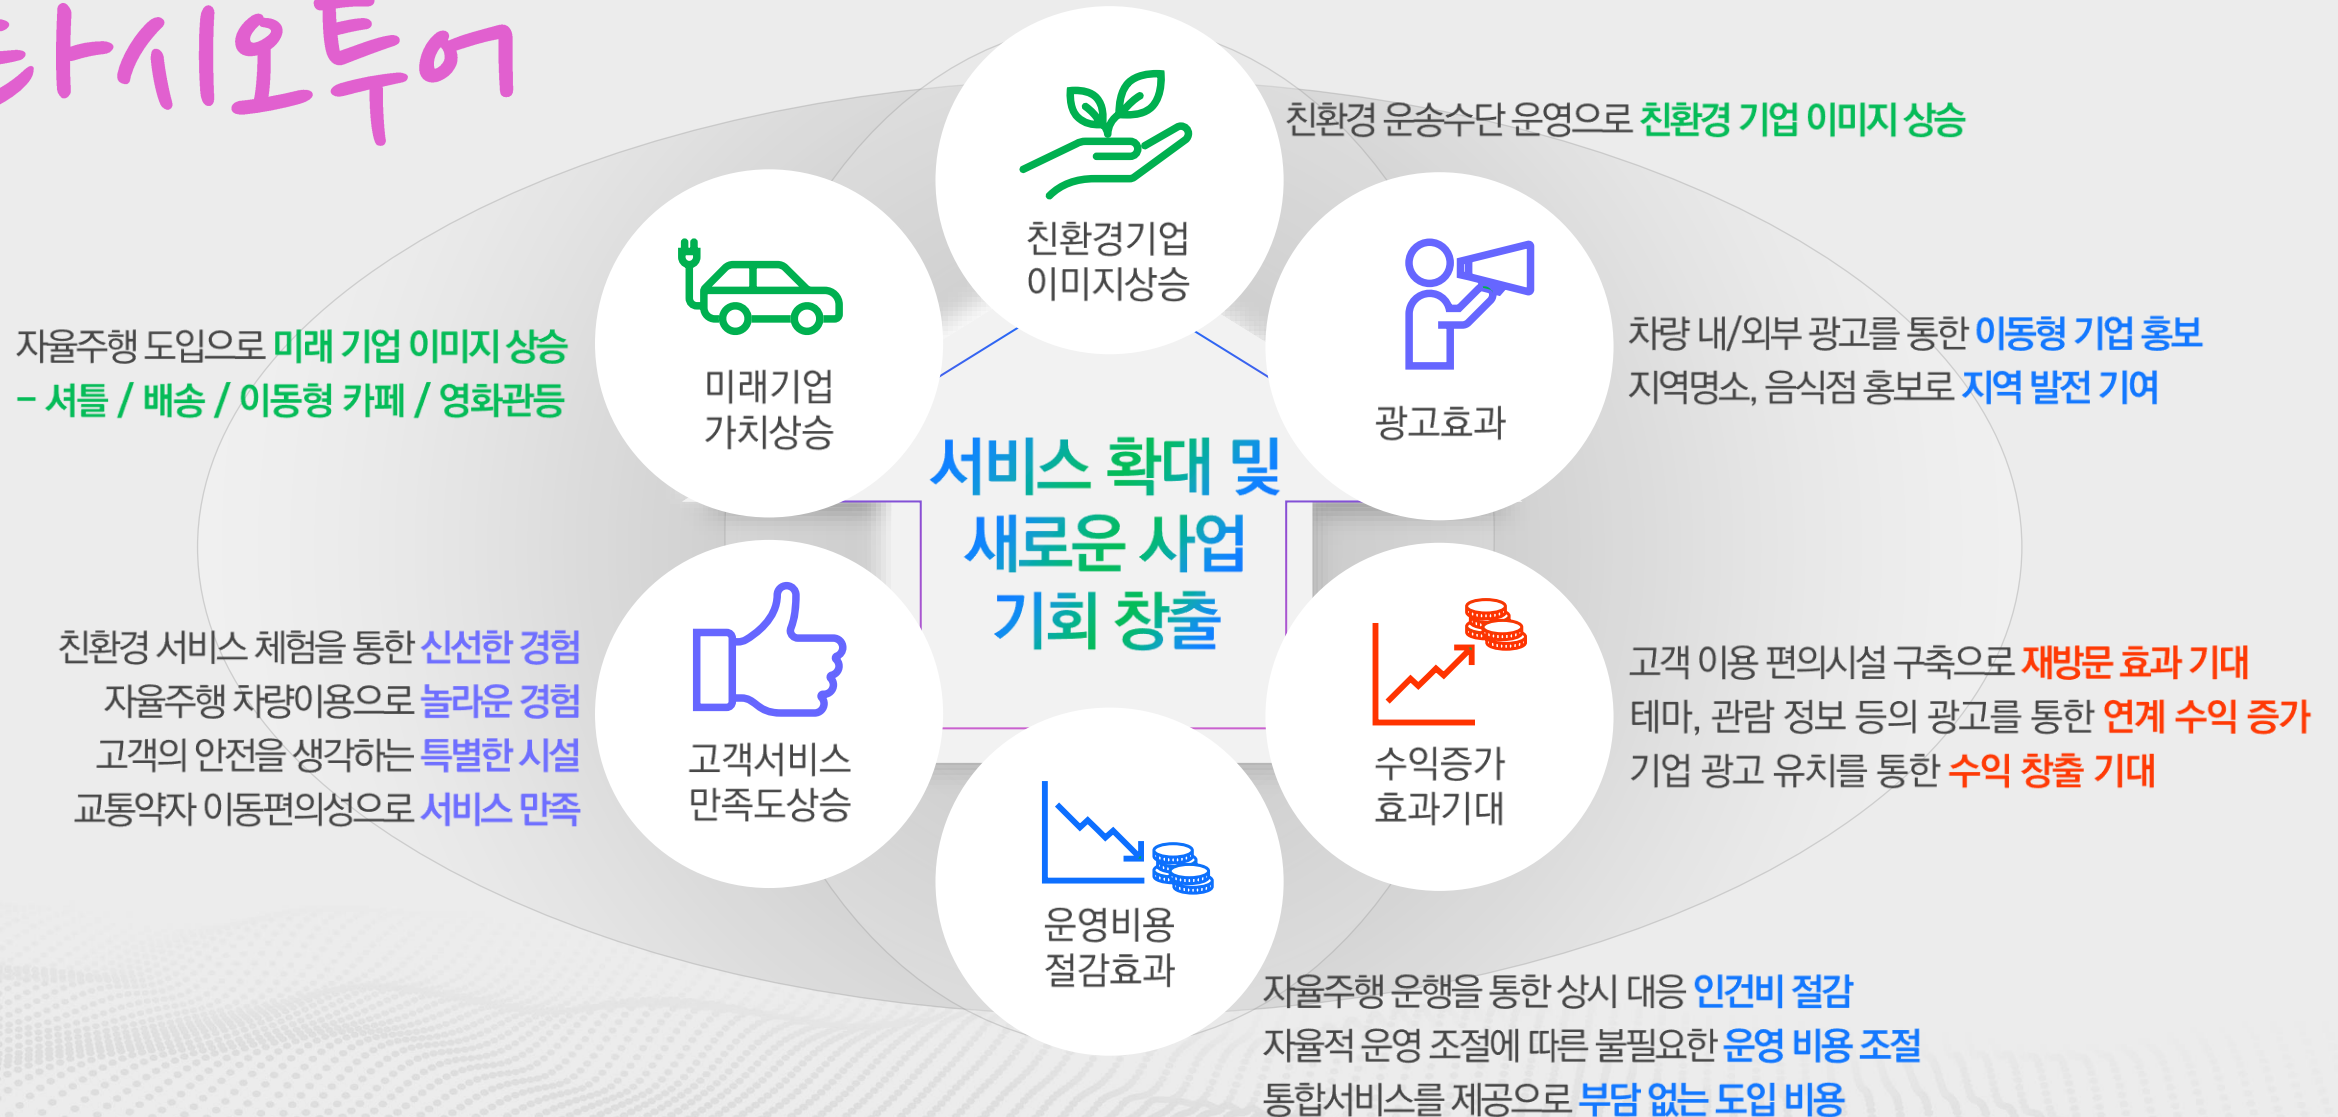 타시오투어
친환경기업
이미지상승
친환경 운송수단 운영으로 친환경 기업 이미지 상승
미래기업
가치상승
자율주행 도입으로 미래 기업 이미지 상승
- 셔틀 / 배송 / 이동형 카페 / 영화관등
광고효과
차량 내/외부 광고를 통한 이동형 기업 홍보
지역명소, 음식점 홍보로 지역 발전 기여
서비스 확대 및
새로운 사업
기회 창출
고객서비스
만족도상승
친환경 서비스 체험을 통한 신선한 경험
자율주행 차량이용으로 놀라운 경험
고객의 안전을 생각하는 특별한 시설
교통약자 이동편의성으로 서비스 만족
수익증가
효과기대
고객 이용 편의시설 구축으로 재방문 효과 기대
테마, 관람 정보 등의 광고를 통한 연계 수익 증가
기업 광고 유치를 통한 수익 창출 기대
운영비용
절감효과
자율주행 운행을 통한 상시 대응 인건비 절감
자율적 운영 조절에 따른 불필요한 운영 비용 조절
통합서비스를 제공으로 부담 없는 도입 비용